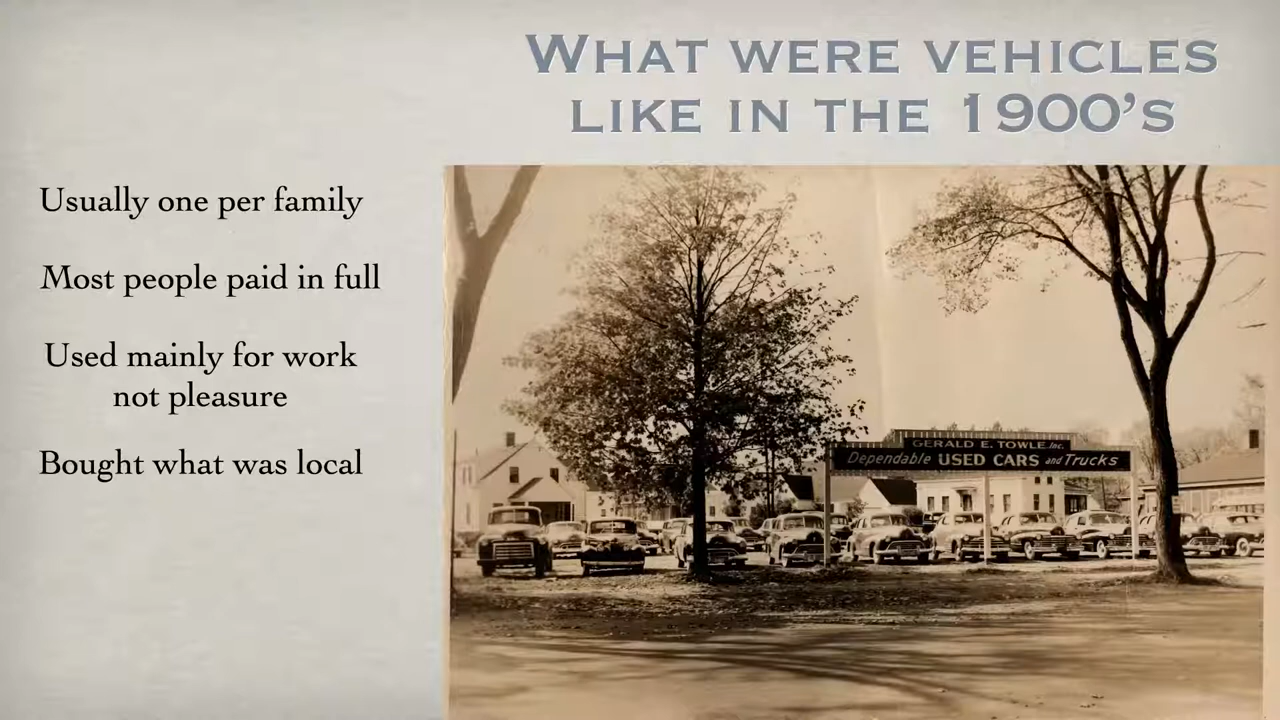 WHAT WERE VEHICLES
LIKE IN THE 1900'S
Usually one per family
Most people paid in full
Used mainly for work
not pleasure
Bought what was local
GERALD E. TOWLE Inc.
Dependable USED CARS and Trucks